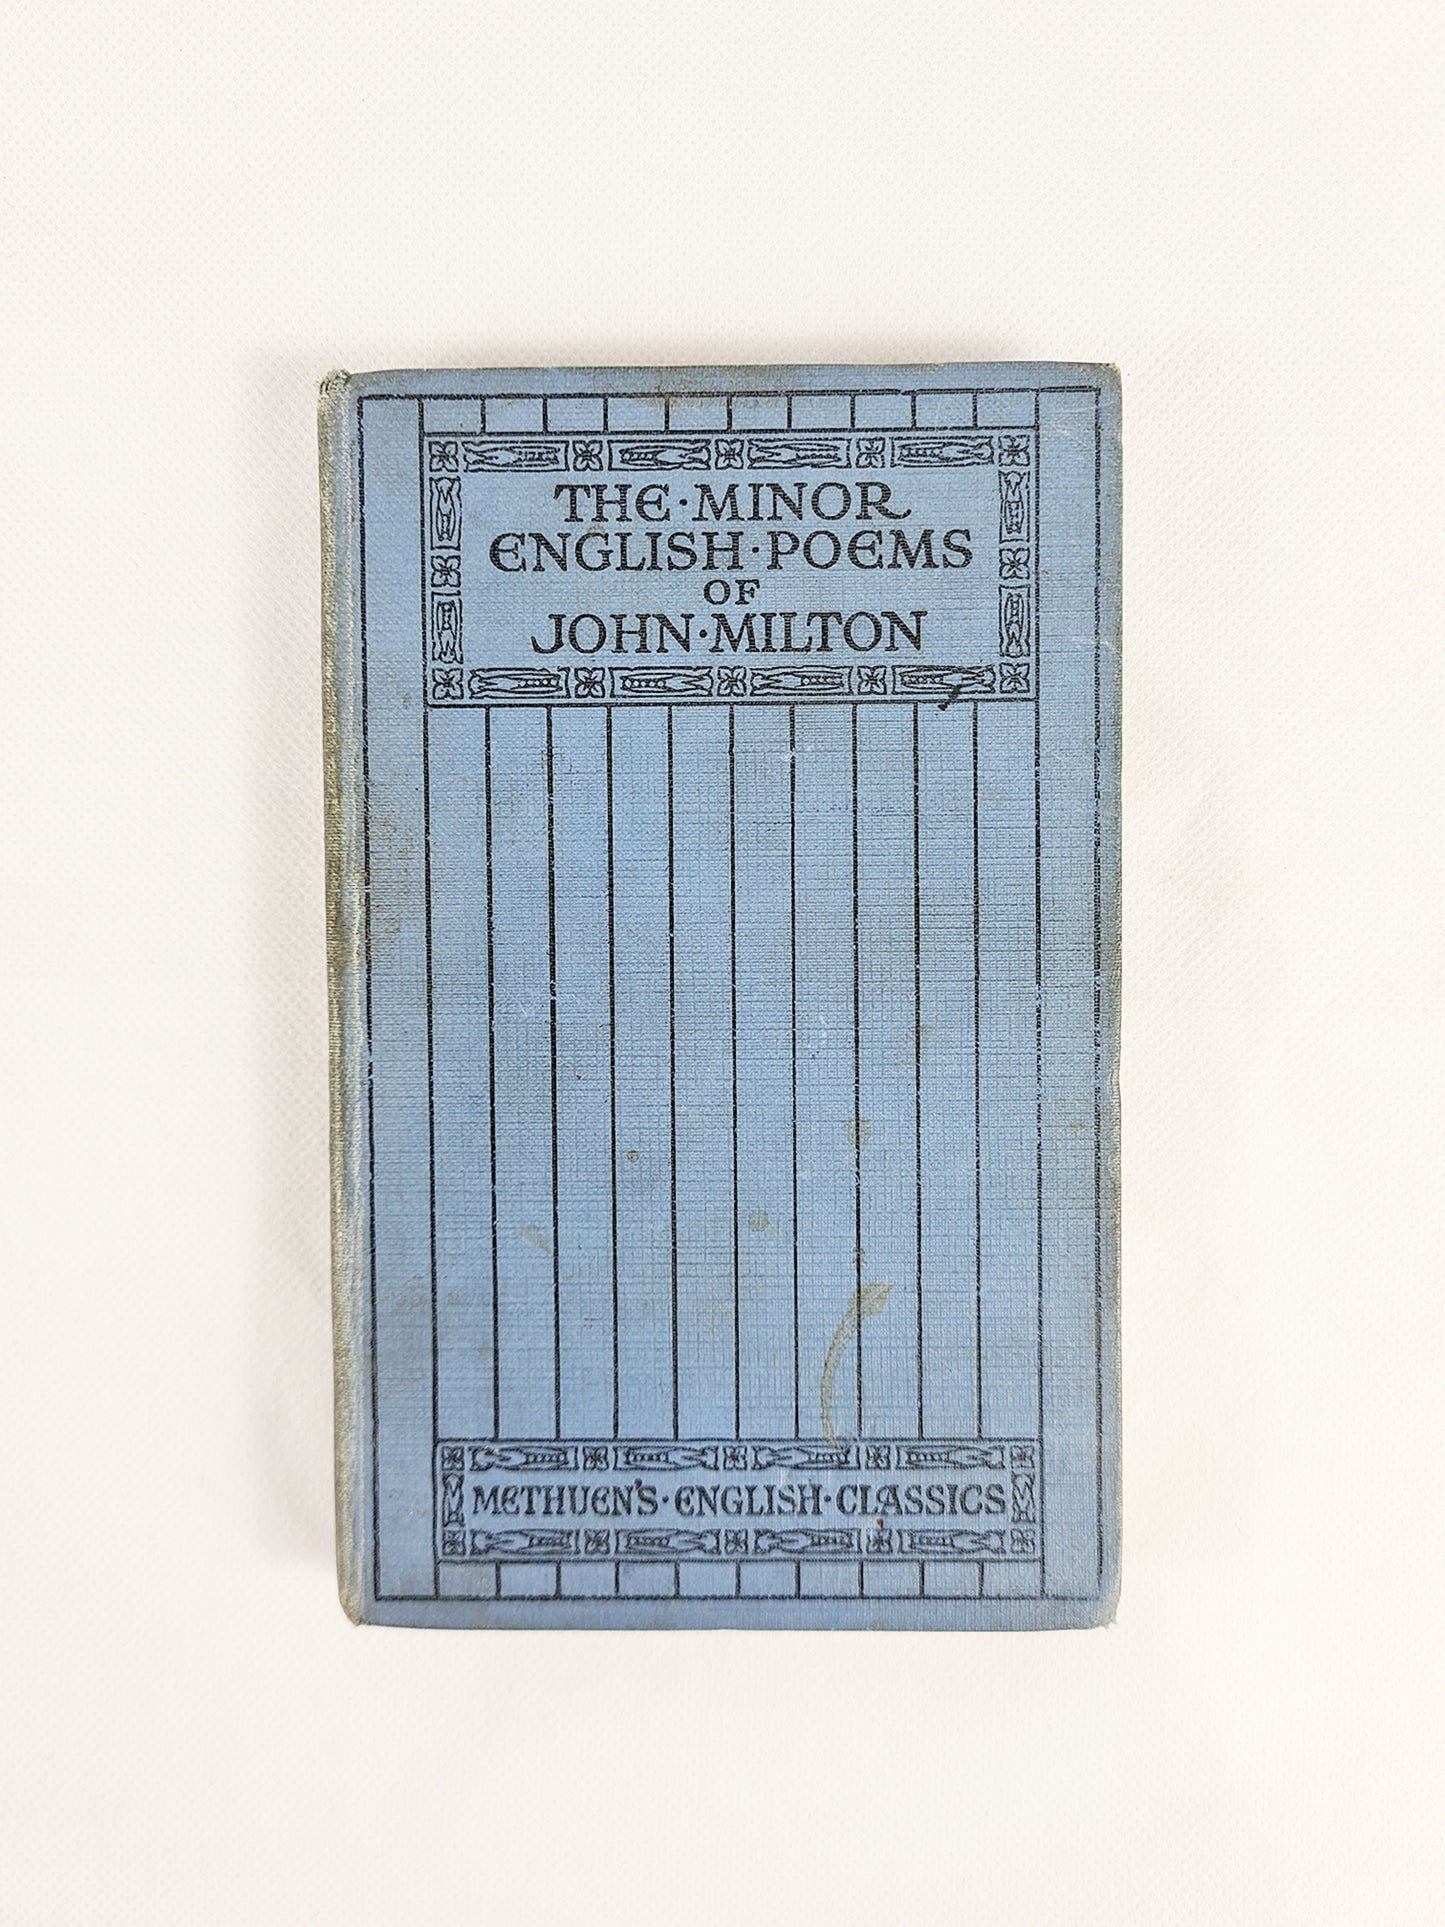 THE·MINOR
ENGLISH·POEMS
OF
JOHN·MILTON
METHUEN'S·ENGLISH·CLASSICS